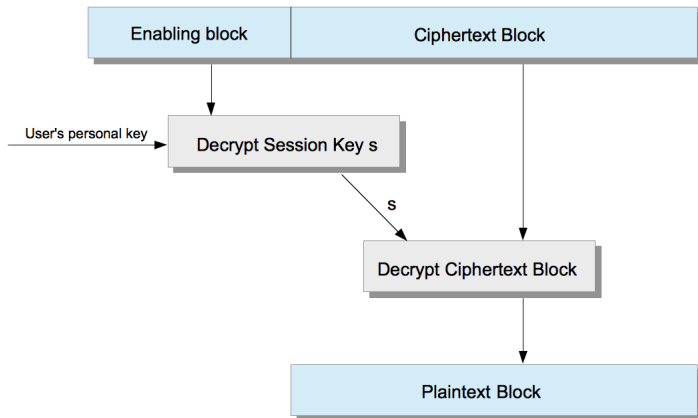 Enabling block
Ciphertext Block
User's personal key
Decrypt Session Key s
s
Decrypt Ciphertext Block
Plaintext Block